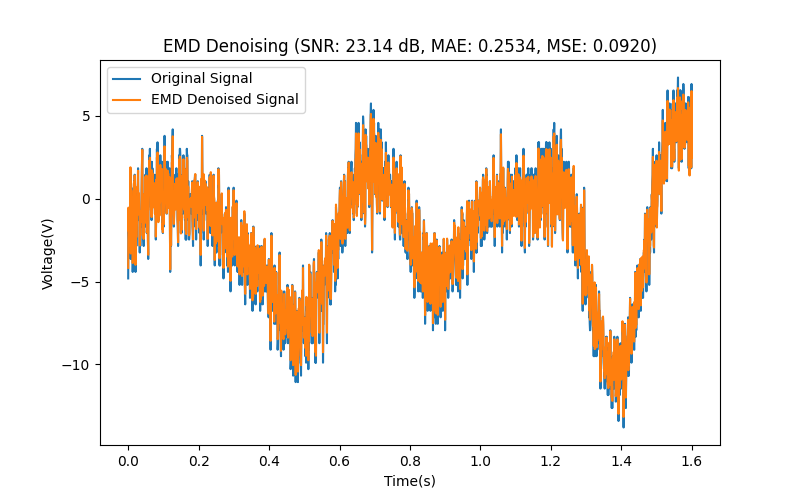 EMD Denoising (SNR: 23.14 dB, MAE: 0.2534, MSE: 0.0920)
Original Signal
EMD Denoised Signal
5
0
−5
−10
Voltage(V)
0.0 0.2 0.4 0.6 0.8 1.0 1.2 1.4 1.6
Time(s)